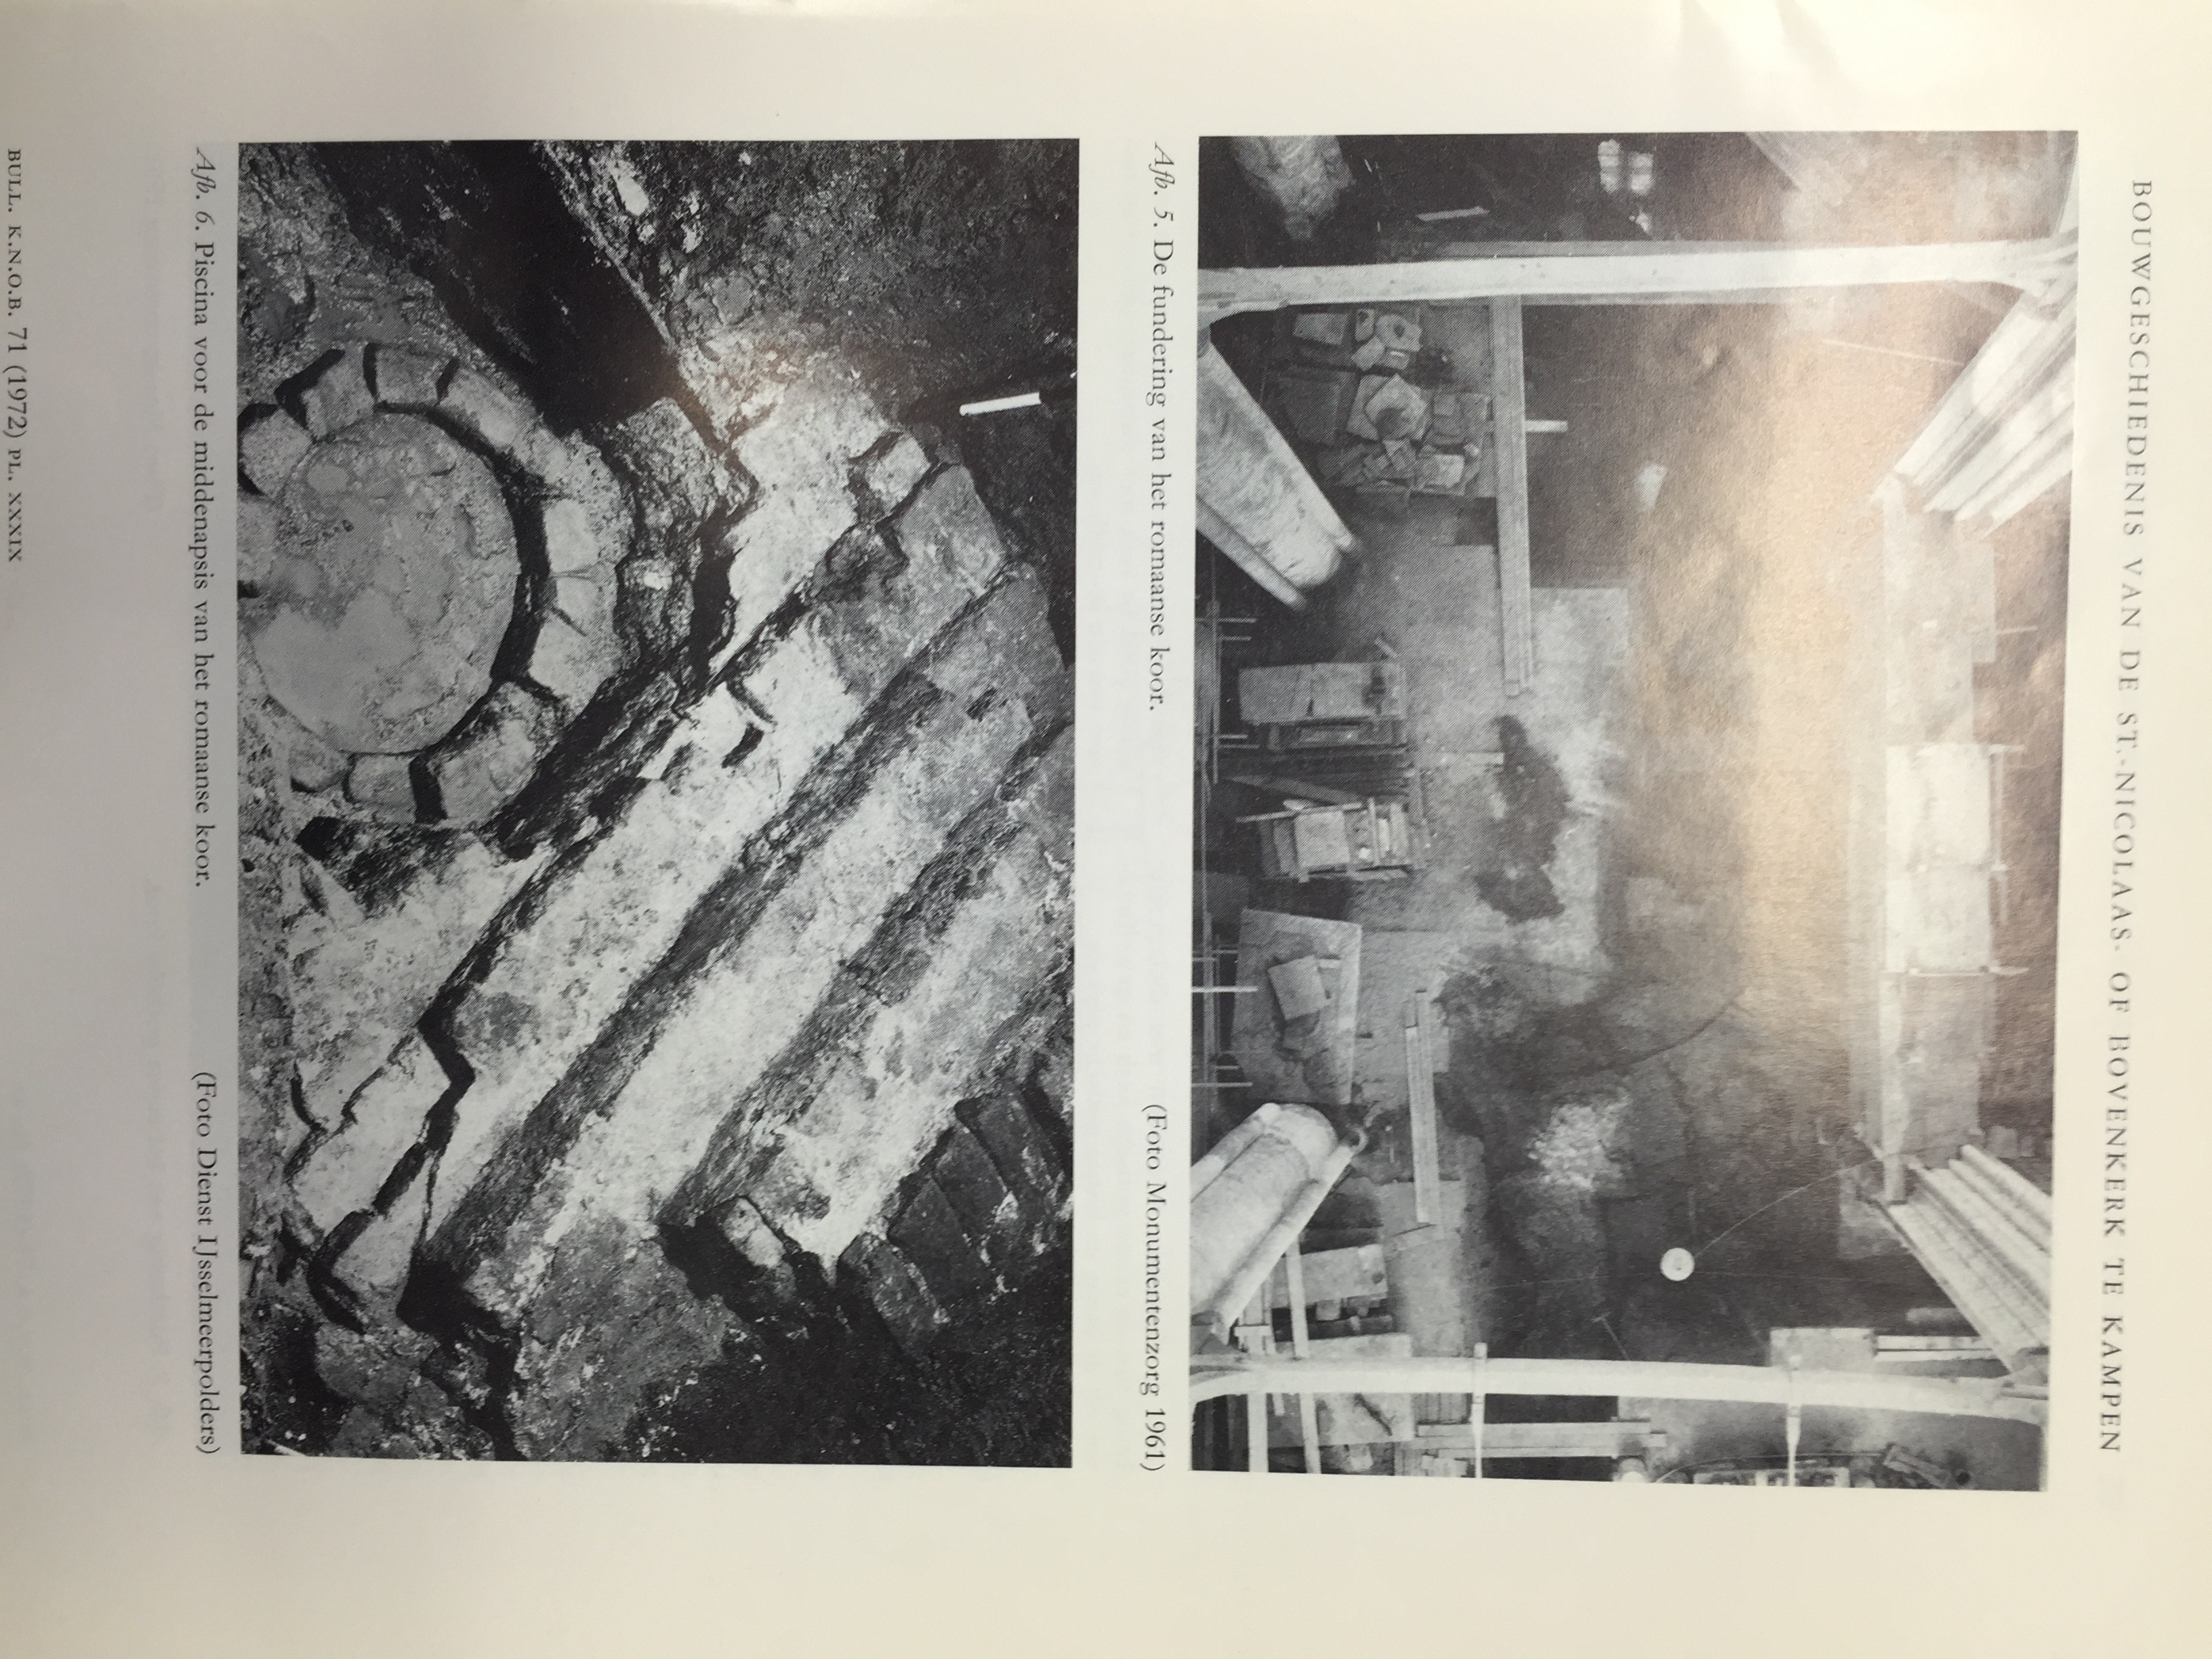 BOUWGESCHIEDENIS VAN DE ST.-NICOLAAS- OF BOVENKERK TE KAMPEN
Afb. 5. De fundering van het romaanse koor. (Foto Monumentenzorg 1961)
Afb. 6. Piscina voor de middenapsis van het romaanse koor. (Foto Dienst IJsselmeerpolders)
BULL. K.N.O.B. 71 (1972) PL. XXXIX